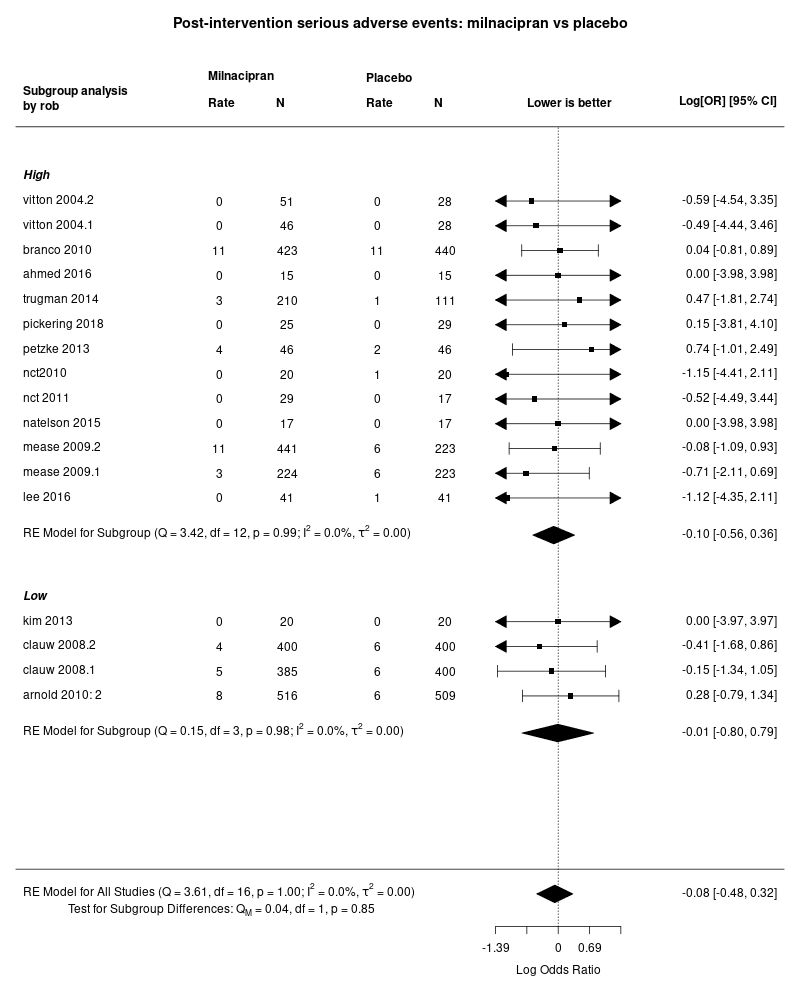 Post-intervention serious adverse events: milnacipran vs placebo
Milnacipran Placebo
Subgroup analysis by rob Rate N Rate N Lower is better Log[OR] [95% CI]
High
vitton 2004.2 0 51 0 28 -0.59 [-4.54, 3.35]
vitton 2004.1 0 46 0 28 -0.49 [-4.44, 3.46]
branco 2010 11 423 11 440 0.04 [-0.81, 0.89]
ahmed 2016 0 15 0 15 0.00 [-3.98, 3.98]
trugman 2014 3 210 1 111 0.47 [-1.81, 2.74]
pickering 2018 0 25 0 29 0.15 [-3.81, 4.10]
petzke 2013 4 46 2 46 0.74 [-1.01, 2.49]
nct2010 0 20 1 20 -1.15 [-4.41, 2.11]
nct 2011 0 29 0 17 -0.52 [-4.49, 3.44]
natelson 2015 0 17 0 17 0.00 [-3.98, 3.98]
mease 2009.2 11 441 6 223 -0.08 [-1.09, 0.93]
mease 2009.1 3 224 6 223 -0.71 [-2.11, 0.69]
lee 2016 0 41 1 41 -1.12 [-4.35, 2.11]
RE Model for Subgroup (Q = 3.42, df = 12, p = 0.99; I² = 0.0%, τ² = 0.00) -0.10 [-0.56, 0.36]
Low
kim 2013 0 20 0 20 0.00 [-3.97, 3.97]
clauw 2008.2 4 400 6 400 -0.41 [-1.68, 0.86]
clauw 2008.1 5 385 6 400 -0.15 [-1.34, 1.05]
arnold 2010: 2 8 516 6 509 0.28 [-0.79, 1.34]
RE Model for Subgroup (Q = 0.15, df = 3, p = 0.98; I² = 0.0%, τ² = 0.00) -0.01 [-0.80, 0.79]
RE Model for All Studies (Q = 3.61, df = 16, p = 1.00; I² = 0.0%, τ² = 0.00) -0.08 [-0.48, 0.32]
Test for Subgroup Differences: Q_M = 0.04, df = 1, p = 0.85
-1.39 0 0.69
Log Odds Ratio